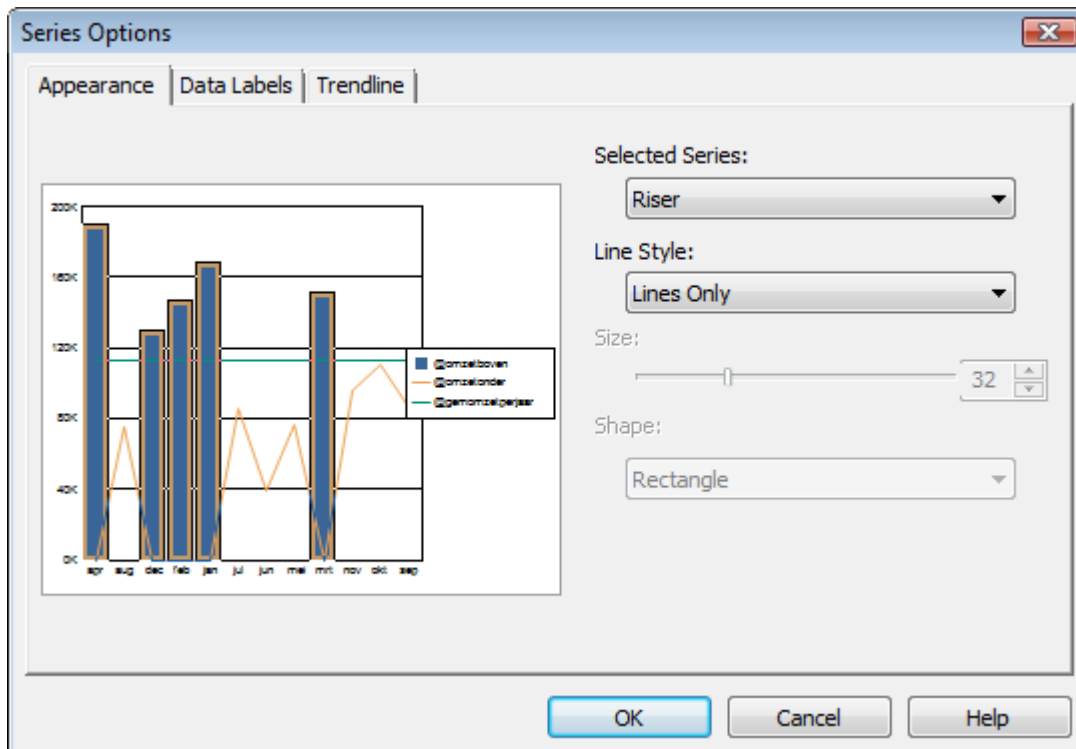 Series Options
Appearance
Data Labels
Trendline
Selected Series:
Riser
Line Style:
Lines Only
Size:
32
Shape:
Rectangle
200K
160K
120K
80K
40K
0K
apr aug dec feb jan jul jun mei mrt nov okt sep
@omzetboven
@omzetonder
@gemomzetperjaar
OK
Cancel
Help